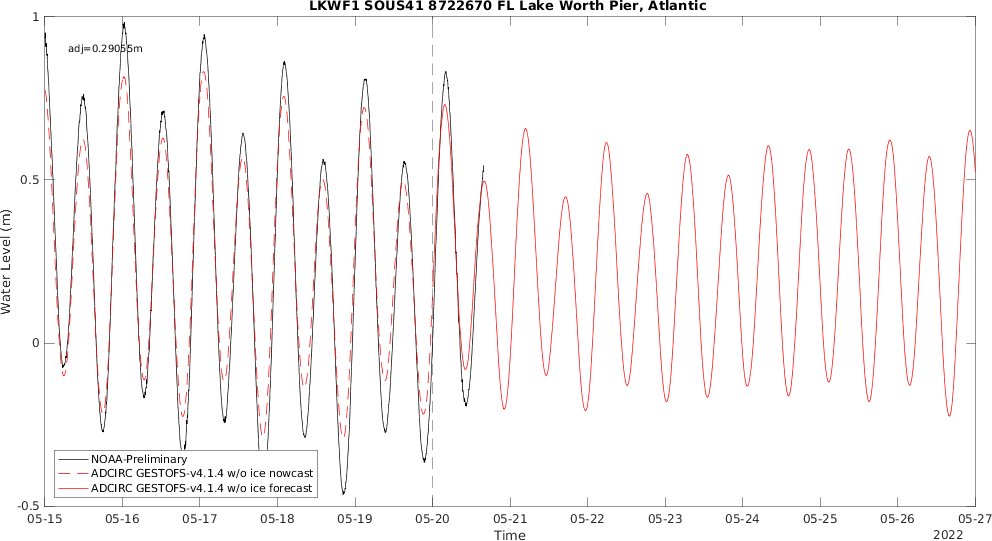 LKWF1 SOUS41 8722670 FL Lake Worth Pier, Atlantic
1
adj=0.29055m
0.5
Water Level (m)
0
NOAA-Preliminary
ADCIRC GESTOFS-v4.1.4 w/o ice nowcast
ADCIRC GESTOFS-v4.1.4 w/o ice forecast
-0.5
05-15 05-16 05-17 05-18 05-19 05-20 05-21 05-22 05-23 05-24 05-25 05-26 05-27
Time 2022